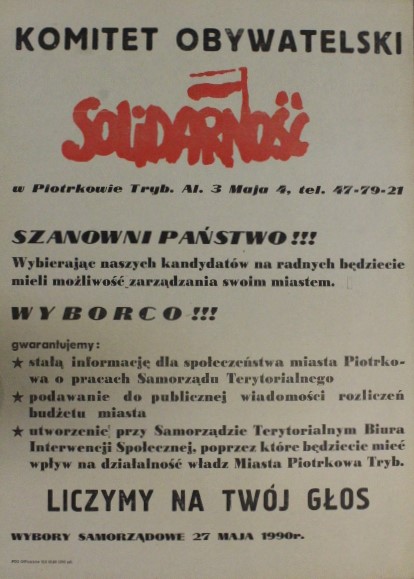 KOMITET OBYWATELSKI
SOLIDARNOŚĆ
w Piotrkowie Tryb. Al. 3 Maja 4, tel. 47-79-21
SZANOWNI PAŃSTWO!!!
Wybierając naszych kandydatów na radnych będziecie
mieli możliwość zarządzania swoim miastem.
WYBORCO!!!
gwarantujemy:
★ stałą informację dla społeczeństwa miasta Piotrko-
wa o pracach Samorządu Terytorialnego
★ podawanie do publicznej wiadomości rozliczeń
budżetu miasta
★ utworzenie przy Samorządzie Terytorialnym Biura
Interwencji Społecznej, poprzez które będziecie mieć
wpływ na działalność władz Miasta Piotrkowa Tryb.
LICZYMY NA TWÓJ GŁOS
WYBORY SAMORZĄDOWE 27 MAJA 1990r.